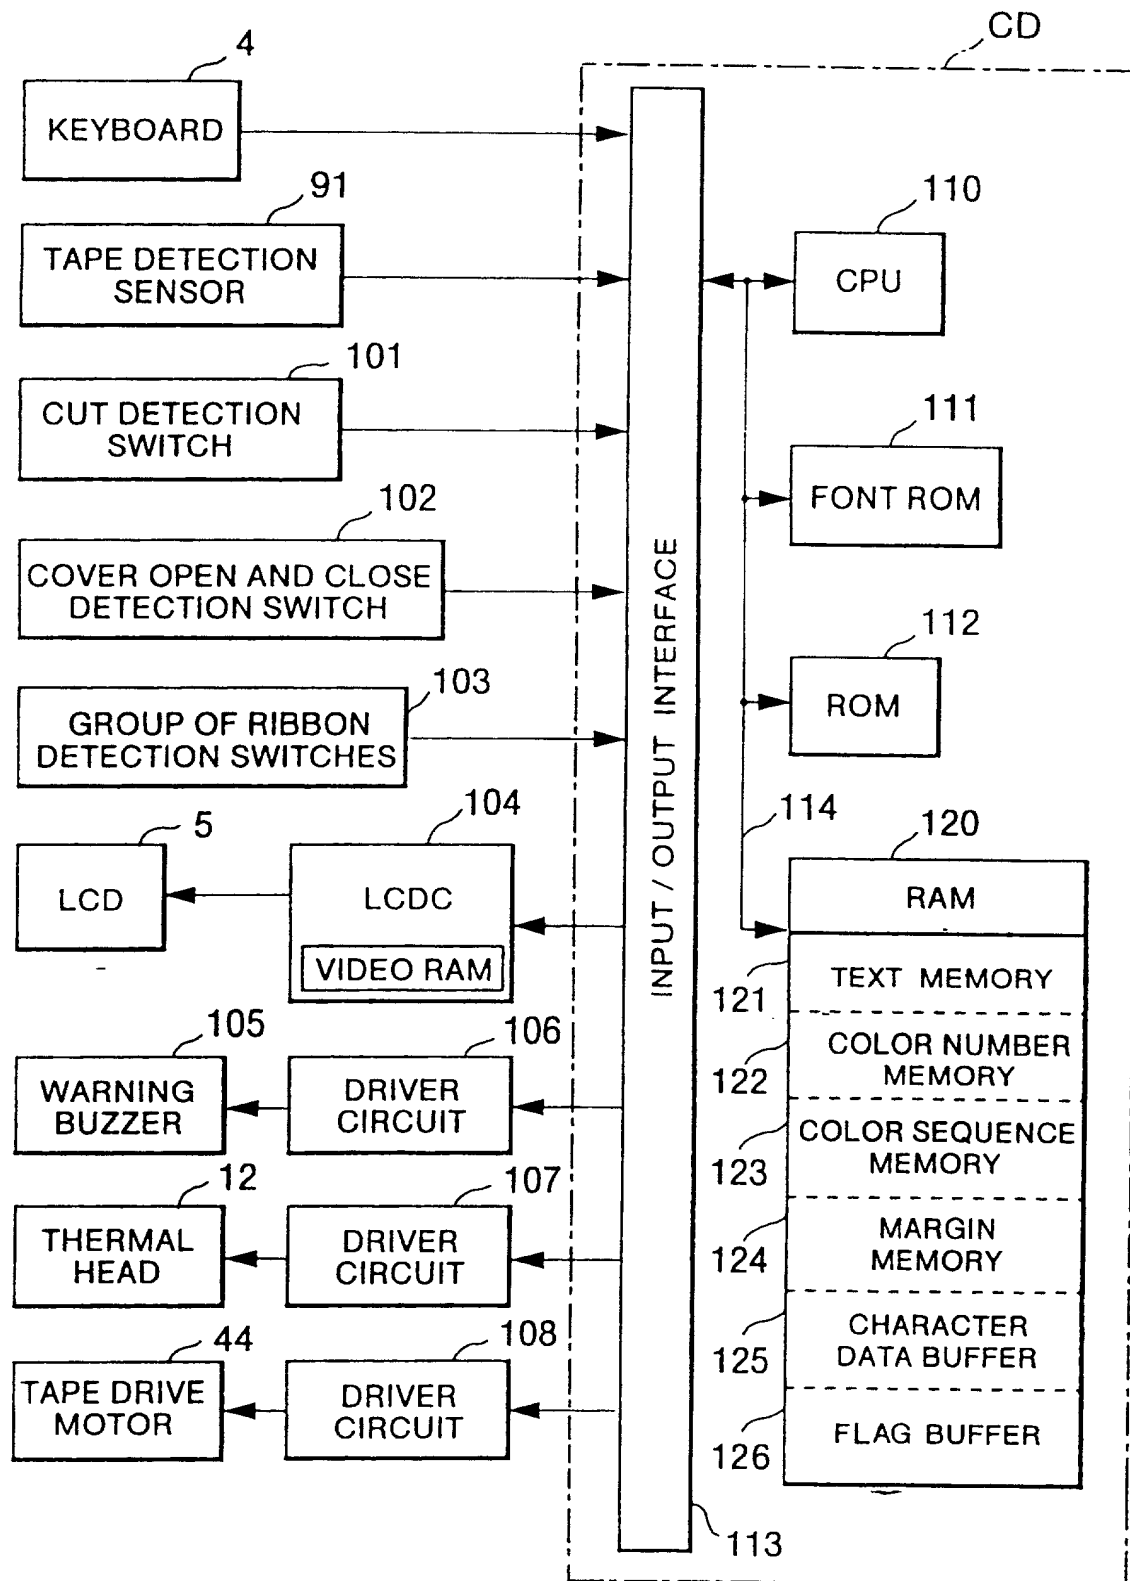 CD
4
KEYBOARD
91
TAPE DETECTION
SENSOR
101
CUT DETECTION
SWITCH
102
COVER OPEN AND CLOSE
DETECTION SWITCH
103
GROUP OF RIBBON
DETECTION SWITCHES
5
LCD
104
LCDC
VIDEO RAM
105
WARNING
BUZZER
106
DRIVER
CIRCUIT
12
THERMAL
HEAD
107
DRIVER
CIRCUIT
44
TAPE DRIVE
MOTOR
108
DRIVER
CIRCUIT
INPUT / OUTPUT INTERFACE
113
110
CPU
111
FONT ROM
112
ROM
114
120
RAM
121
TEXT MEMORY
122
COLOR NUMBER
MEMORY
123
COLOR SEQUENCE
MEMORY
124
MARGIN
MEMORY
125
CHARACTER
DATA BUFFER
126
FLAG BUFFER